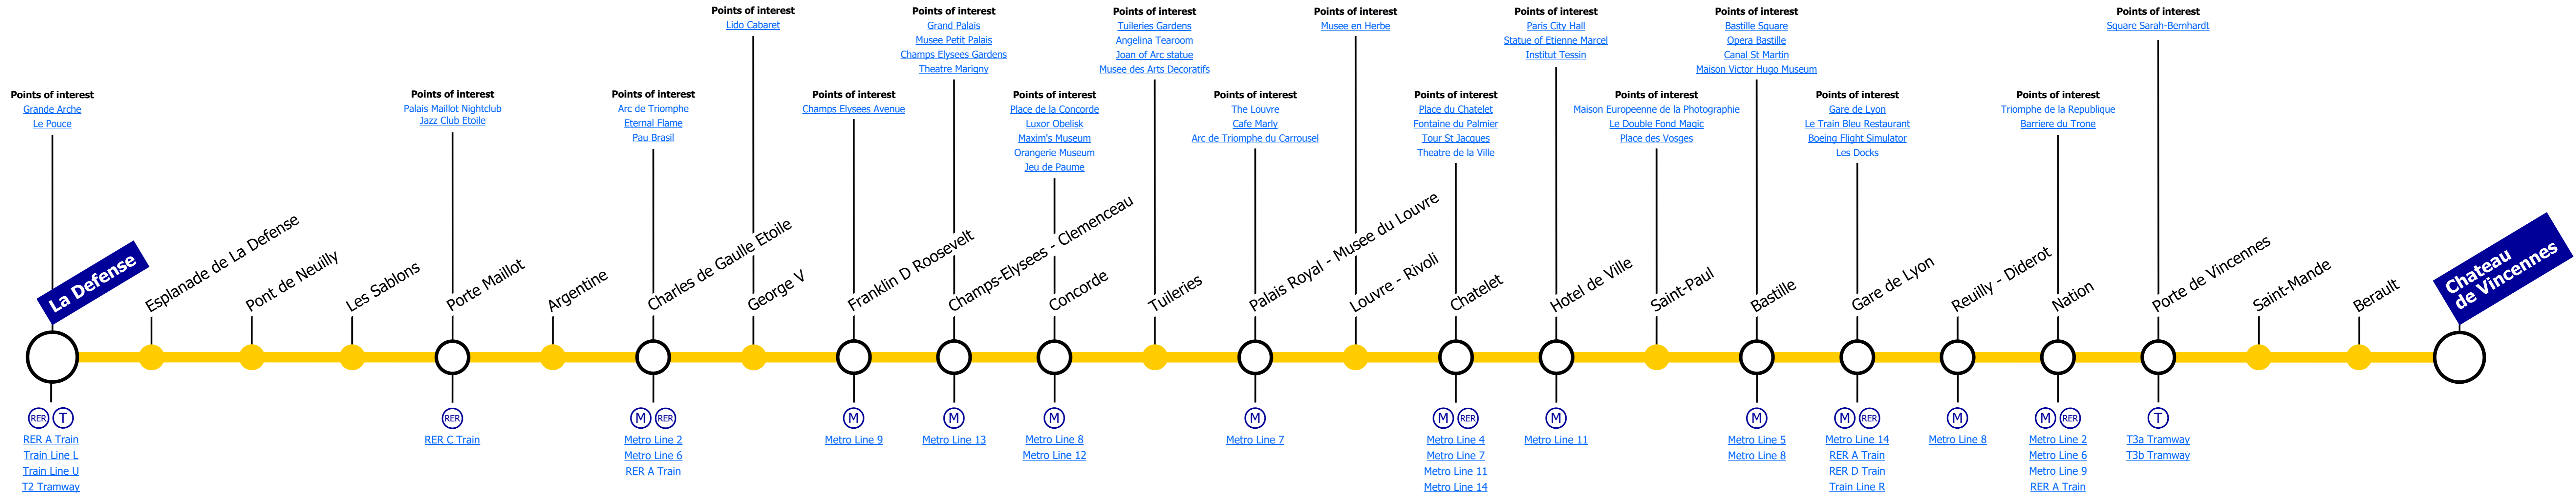 Points of interest
Grande Arche
Le Pouce
Points of interest
Palais Maillot Nightclub
Jazz Club Etoile
Points of interest
Arc de Triomphe
Eternal Flame
Pau Brasil
Points of interest
Lido Cabaret
Points of interest
Champs Elysees Avenue
Points of interest
Grand Palais
Musee Petit Palais
Champs Elysees Gardens
Theatre Marigny
Points of interest
Place de la Concorde
Luxor Obelisk
Maxim's Museum
Orangerie Museum
Jeu de Paume
Points of interest
Tuileries Gardens
Angelina Tearoom
Joan of Arc statue
Musee des Arts Decoratifs
Points of interest
The Louvre
Cafe Marly
Arc de Triomphe du Carrousel
Points of interest
Musee en Herbe
Points of interest
Place du Chatelet
Fontaine du Palmier
Tour St Jacques
Theatre de la Ville
Points of interest
Paris City Hall
Statue of Etienne Marcel
Institut Tessin
Points of interest
Maison Europeenne de la Photographie
Le Double Fond Magic
Place des Vosges
Points of interest
Bastille Square
Opera Bastille
Canal St Martin
Maison Victor Hugo Museum
Points of interest
Gare de Lyon
Le Train Bleu Restaurant
Boeing Flight Simulator
Les Docks
Points of interest
Triomphe de la Republique
Barriere du Trone
Points of interest
Square Sarah-Bernhardt
La Defense
Esplanade de La Defense
Pont de Neuilly
Les Sablons
Porte Maillot
Argentine
Charles de Gaulle Etoile
George V
Franklin D Roosevelt
Champs-Elysees - Clemenceau
Concorde
Tuileries
Palais Royal - Musee du Louvre
Louvre - Rivoli
Chatelet
Hotel de Ville
Saint-Paul
Bastille
Gare de Lyon
Reuilly - Diderot
Nation
Porte de Vincennes
Saint-Mande
Berault
Chateau
de Vincennes
RER T
RER A Train
Train Line L
Train Line U
T2 Tramway
RER
RER C Train
M RER
Metro Line 2
Metro Line 6
RER A Train
M
Metro Line 9
M
Metro Line 13
M
Metro Line 8
Metro Line 12
M
Metro Line 7
M RER
Metro Line 4
Metro Line 7
Metro Line 11
Metro Line 14
M
Metro Line 11
M
Metro Line 5
Metro Line 8
M RER
Metro Line 14
RER A Train
RER D Train
Train Line R
M
Metro Line 8
M RER
Metro Line 2
Metro Line 6
Metro Line 9
RER A Train
T
T3a Tramway
T3b Tramway